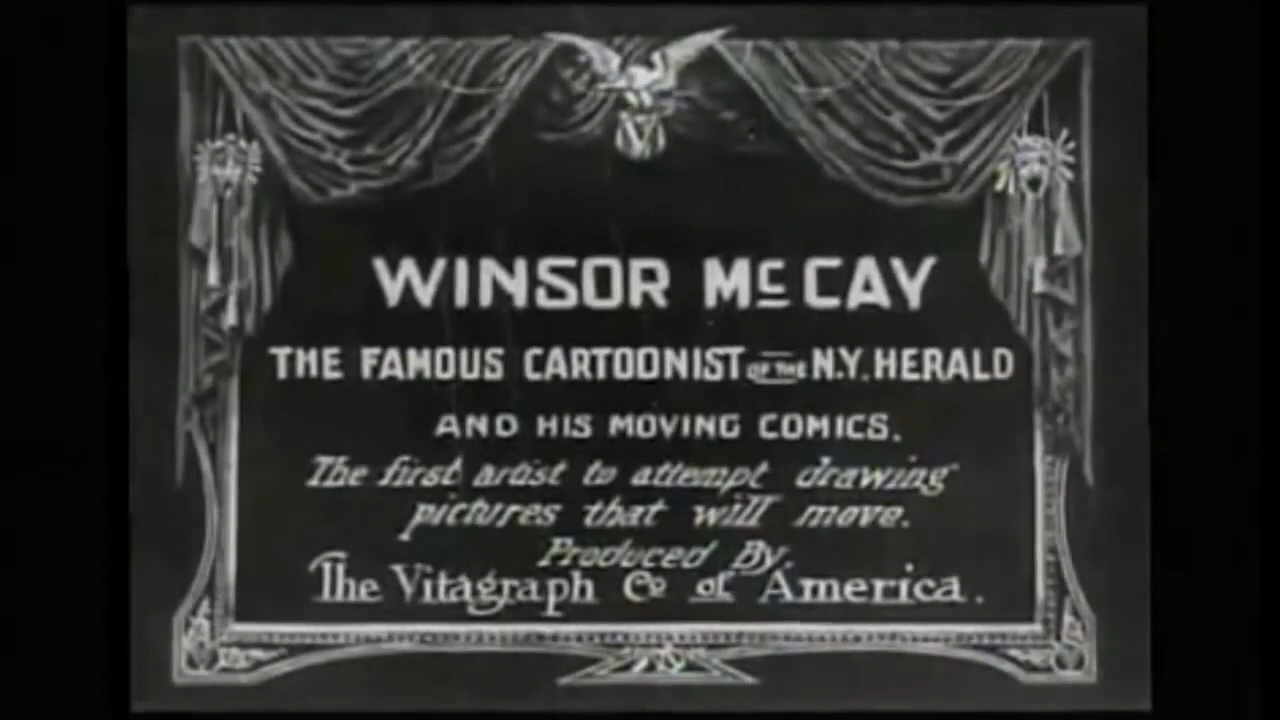 V
WINSOR McCAY
THE FAMOUS CARTOONIST OF THE N.Y. HERALD
AND HIS MOVING COMICS.
The first artist to attempt drawing
pictures that will move.
Produced By.
The Vitagraph Co of America.